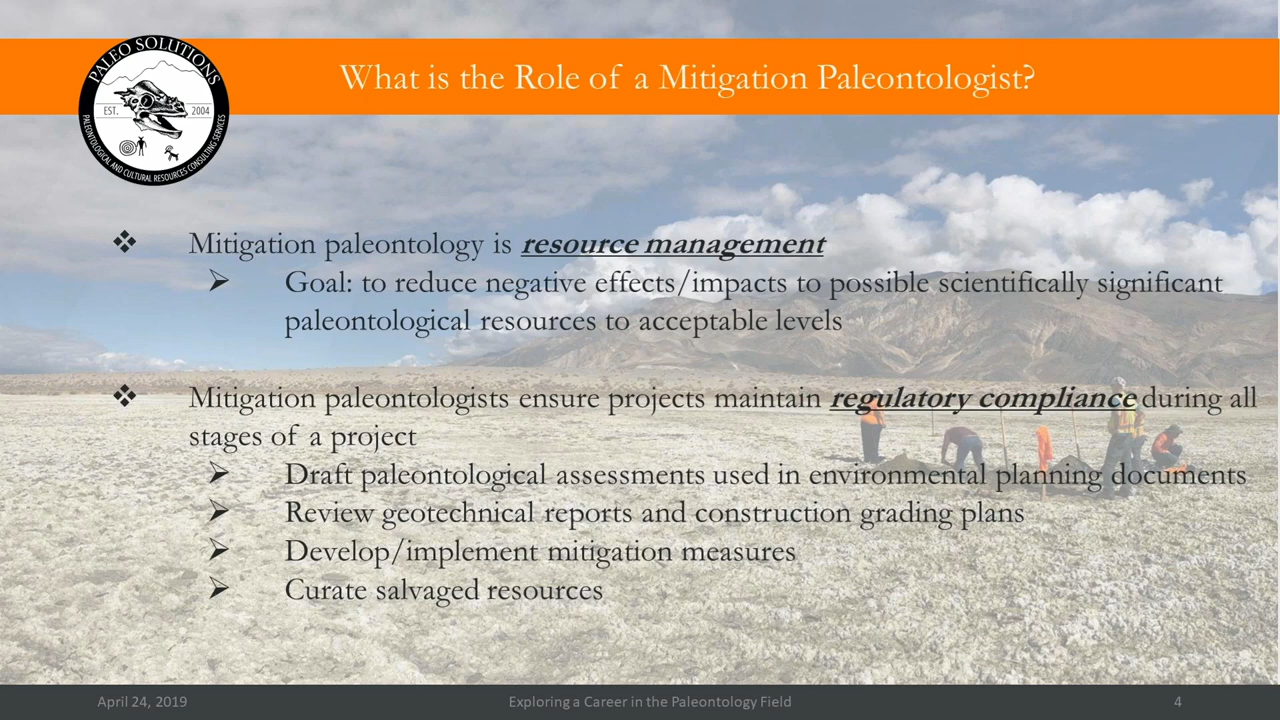 PALEO SOLUTIONS
EST. 2004
PALEONTOLOGICAL AND CULTURAL RESOURCES CONSULTING SERVICES
What is the Role of a Mitigation Paleontologist?
❖ Mitigation paleontology is resource management
➢ Goal: to reduce negative effects/impacts to possible scientifically significant
paleontological resources to acceptable levels
❖ Mitigation paleontologists ensure projects maintain regulatory compliance during all
stages of a project
➢ Draft paleontological assessments used in environmental planning documents
➢ Review geotechnical reports and construction grading plans
➢ Develop/implement mitigation measures
➢ Curate salvaged resources
April 24, 2019
Exploring a Career in the Paleontology Field
4